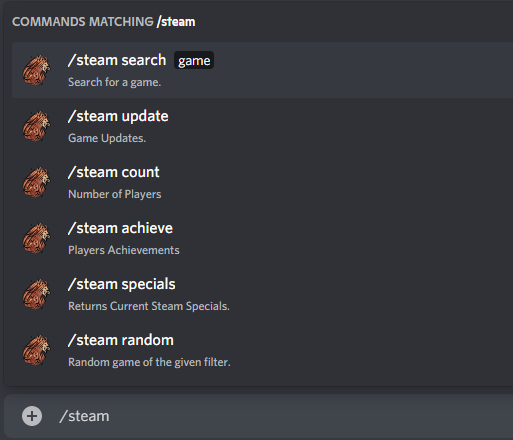 COMMANDS MATCHING /steam
/steam search game
Search for a game.
/steam update
Game Updates.
/steam count
Number of Players
/steam achieve
Players Achievements
/steam specials
Returns Current Steam Specials.
/steam random
Random game of the given filter.
/steam